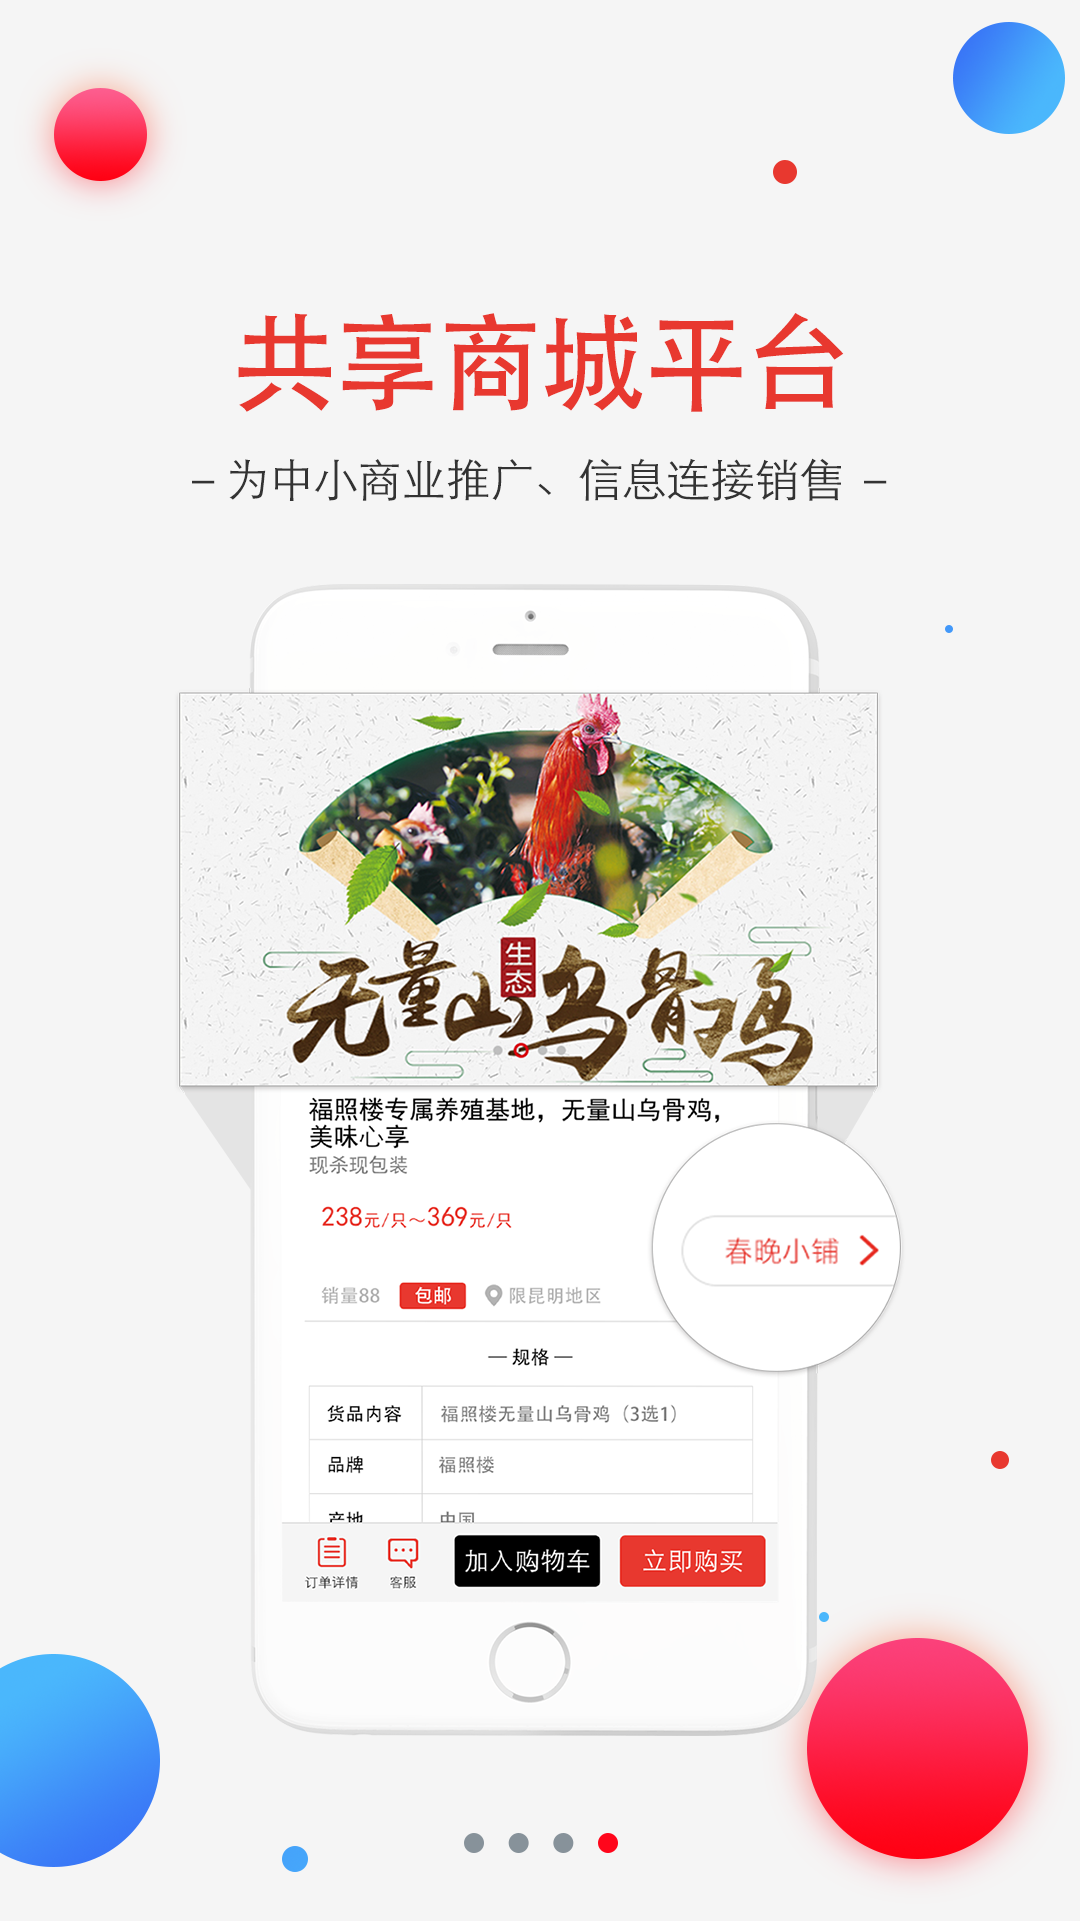 共享商城平台
– 为中小商业推广、信息连接销售 –
生态
无量山乌骨鸡
福照楼专属养殖基地，无量山乌骨鸡，
美味心享
现杀现包装
238元/只～369元/只
春晚小铺
销量88 包邮 限昆明地区
— 规格 —
货品内容 福照楼无量山乌骨鸡（3选1）
品牌 福照楼
产地 中国
订单详情 客服 加入购物车 立即购买